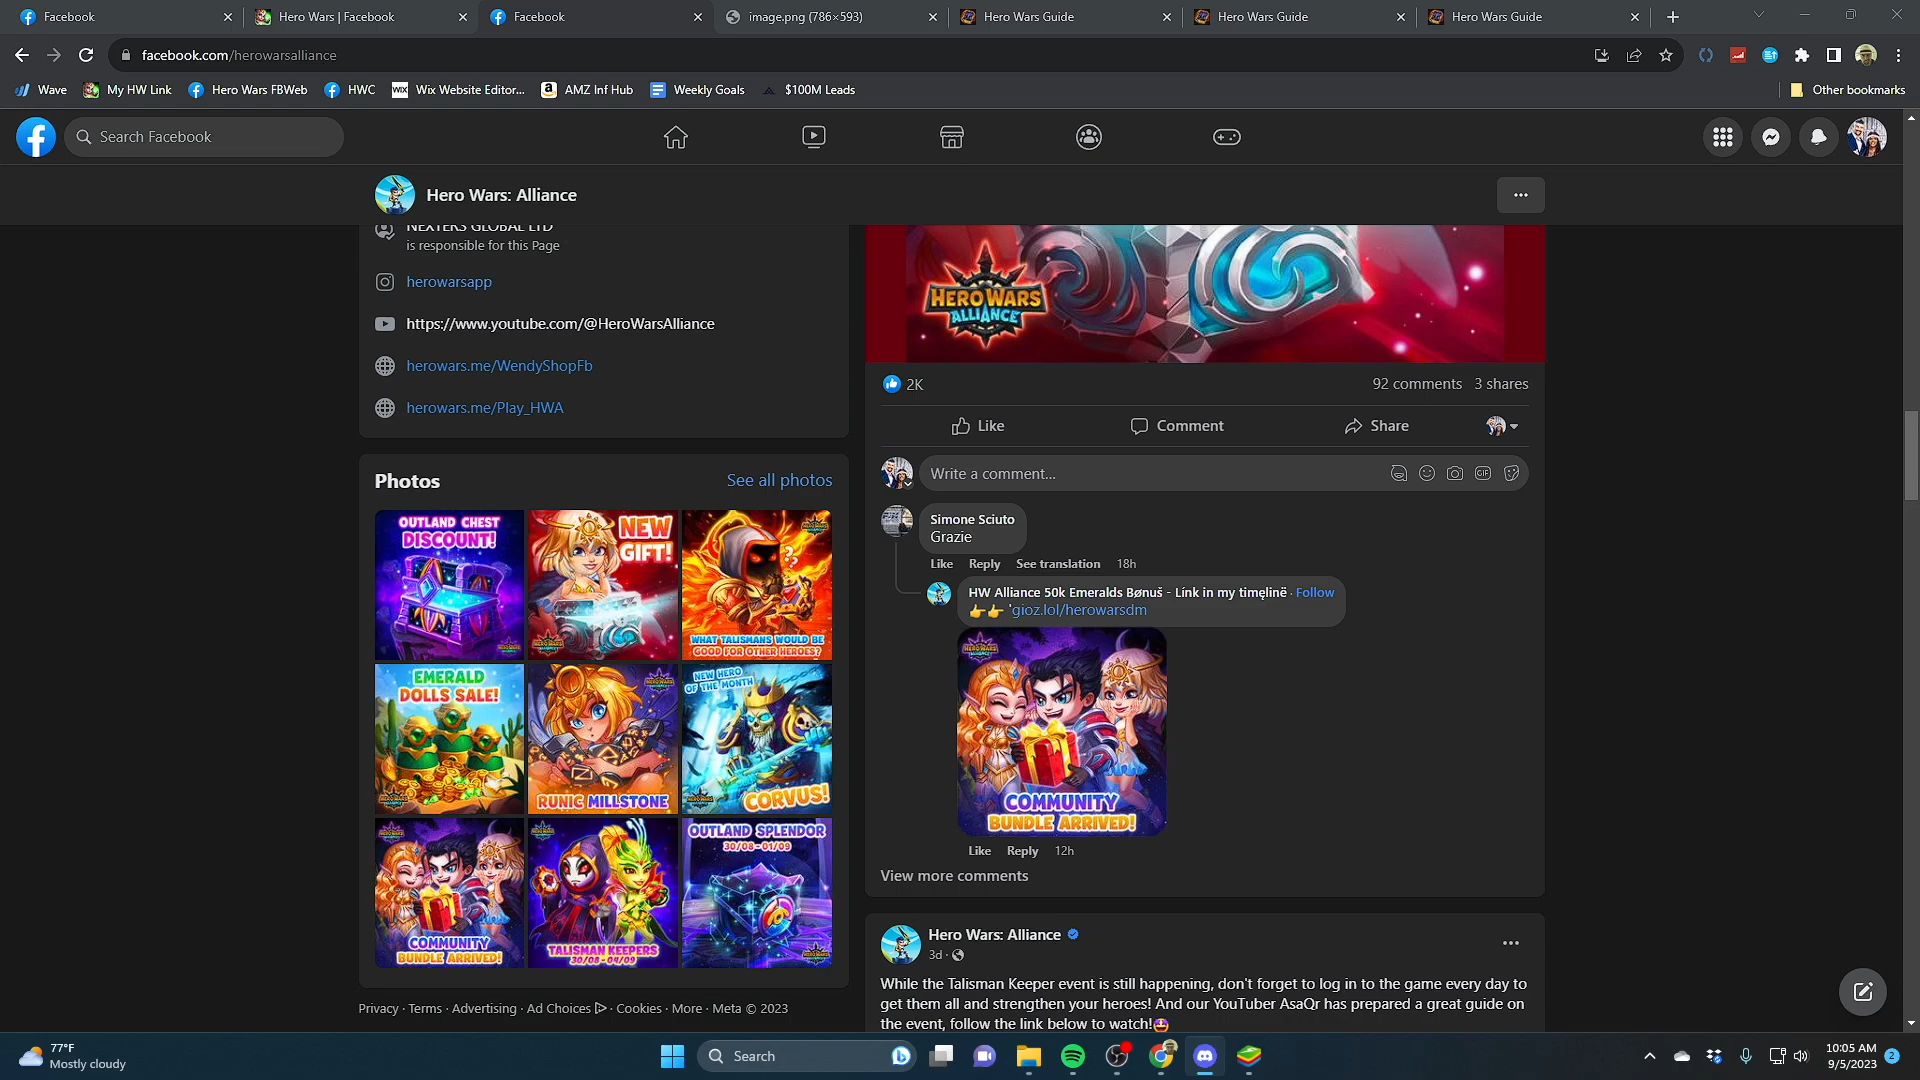 Facebook
Hero Wars | Facebook
Facebook
image.png (786×593)
Hero Wars Guide
Hero Wars Guide
Hero Wars Guide
facebook.com/herowarsalliance
Wave
My HW Link
Hero Wars FBWeb
HWC
WIX Wix Website Editor...
AMZ Inf Hub
Weekly Goals
$100M Leads
Other bookmarks
Search Facebook
Hero Wars: Alliance
NEXTERS GLOBAL LTD
is responsible for this Page
herowarsapp
https://www.youtube.com/@HeroWarsAlliance
herowars.me/WendyShopFb
herowars.me/Play_HWA
Photos
See all photos
OUTLAND CHEST
DISCOUNT!
NEW
GIFT!
WHAT TALISMANS WOULD BE
GOOD FOR OTHER HEROES?
EMERALD
DOLLS SALE!
RUNIC MILLSTONE
NEW HERO
OF THE MONTH
CORVUS!
COMMUNITY
BUNDLE ARRIVED!
TALISMAN KEEPERS
30/08 - 04/09
OUTLAND SPLENDOR
30/08 - 01/09
Privacy · Terms · Advertising · Ad Choices · Cookies · More · Meta © 2023
HERO WARS
ALLIANCE
2K
92 comments 3 shares
Like
Comment
Share
Write a comment...
GIF
Simone Sciuto
Grazie
Like Reply See translation 18h
HW Alliance 50k Emeralds Bønuš - Línk in my timęlinë · Follow
👉👉 'gioz.lol/herowarsdm
COMMUNITY
BUNDLE ARRIVED!
Like Reply 12h
View more comments
Hero Wars: Alliance
3d ·
While the Talisman Keeper event is still happening, don't forget to log in to the game every day to
get them all and strengthen your heroes! And our YouTuber AsaQr has prepared a great guide on
the event, follow the link below to watch!🤩
77°F
Mostly cloudy
Search
10:05 AM
9/5/2023
2